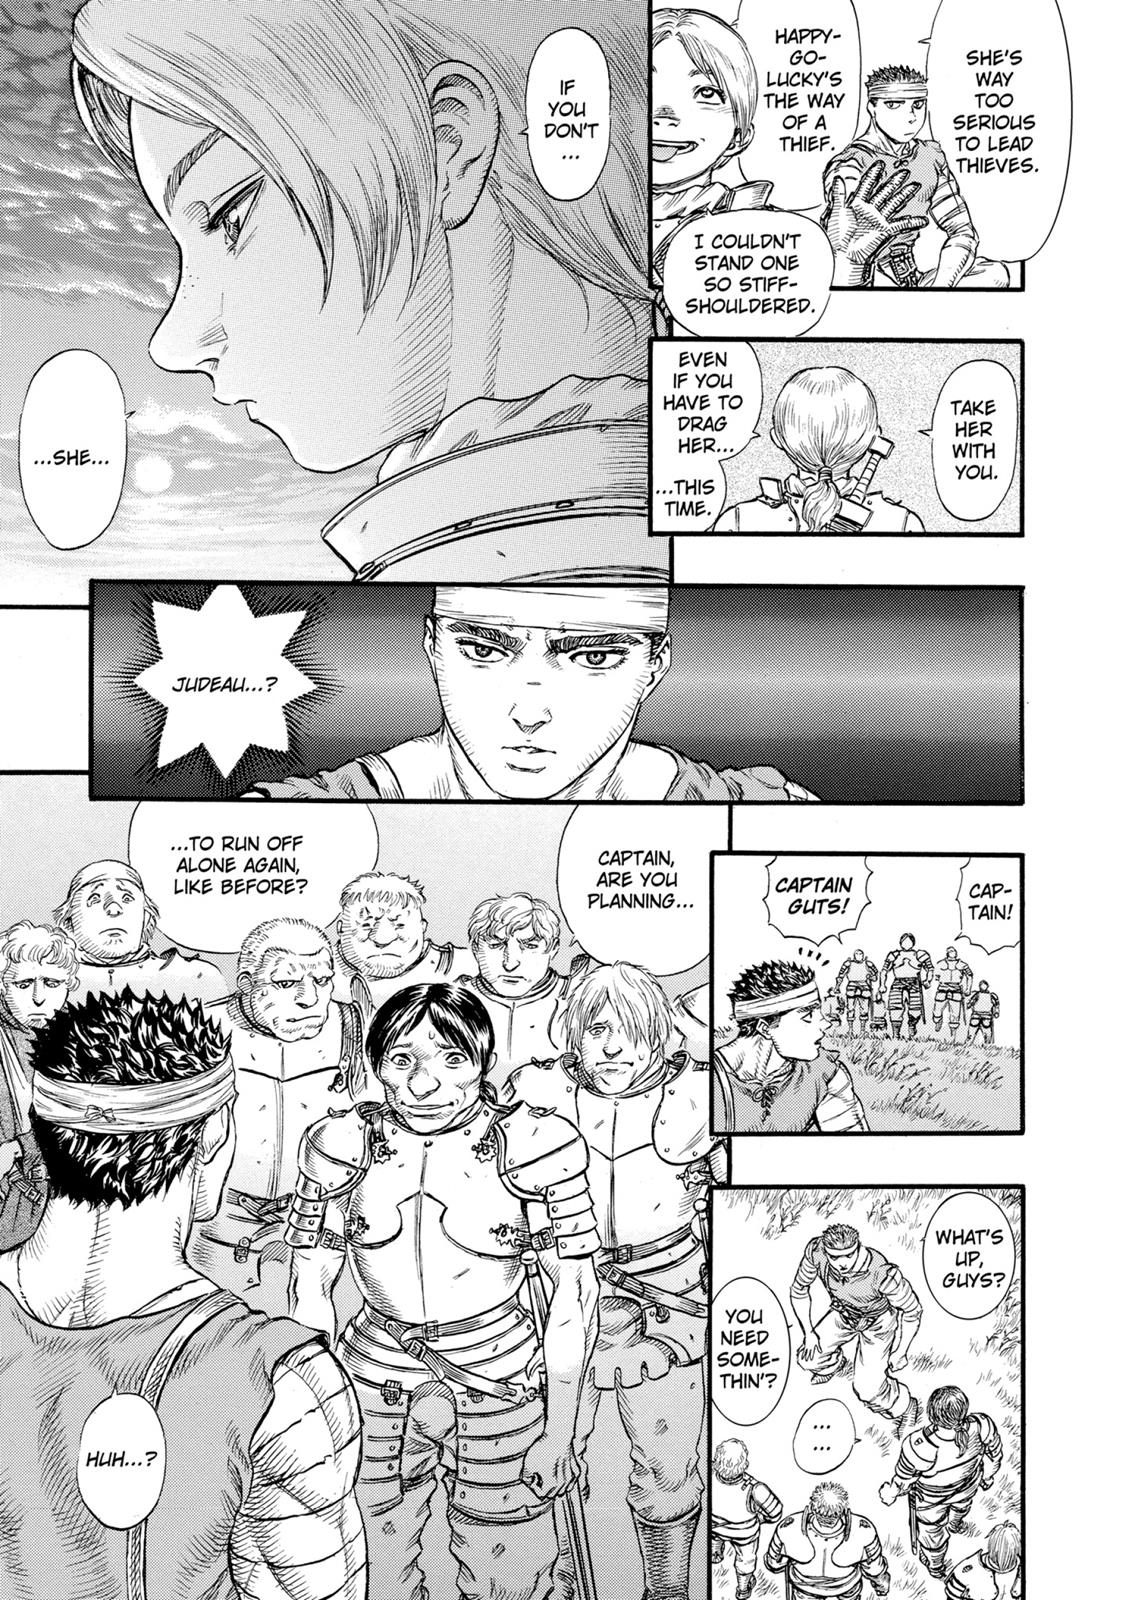 SHE'S
WAY
TOO
SERIOUS
TO LEAD
THIEVES.
HAPPY-
GO-
LUCKY'S
THE WAY
OF A
THIEF.
I COULDN'T
STAND ONE
SO STIFF-
SHOULDERED.
TAKE
HER WITH
YOU.
EVEN
IF YOU
HAVE TO
DRAG
HER...
...THIS
TIME.
IF
YOU
DON'T
...
...SHE...
JUDEAU...?
CAP-
TAIN!
CAPTAIN
GUTS!
WHAT'S
UP,
GUYS?
YOU
NEED
SOME-
THIN'?
...
...
CAPTAIN,
ARE YOU
PLANNING...
...TO RUN OFF
ALONE AGAIN,
LIKE BEFORE?
HUH...?